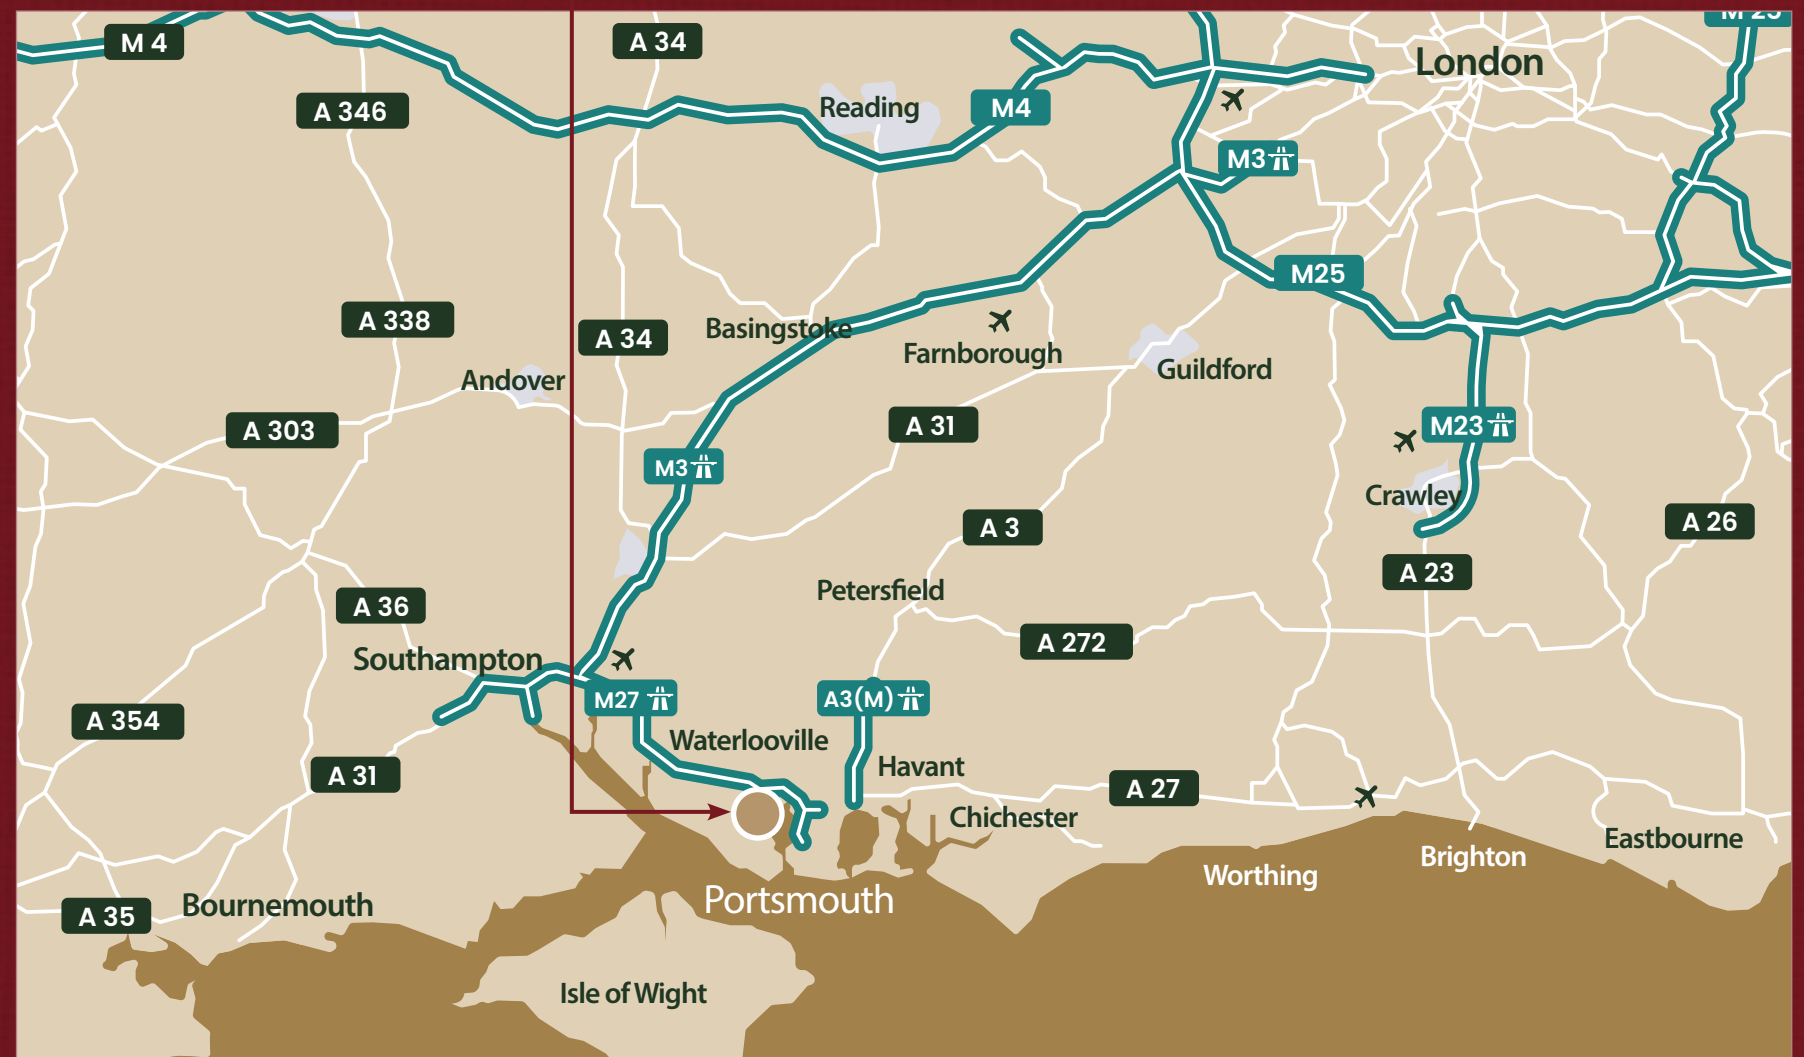 M 25
M 4
A 34
London
A 346
Reading
M4
M3
M25
A 338
A 34
Basingstoke
Farnborough
Guildford
Andover
A 303
A 31
M23
M3
Crawley
A 3
A 26
A 23
Petersfield
A 36
A 272
Southampton
M27
A3(M)
A 354
Waterlooville
Havant
A 31
A 27
Chichester
Eastbourne
Brighton
Worthing
Portsmouth
Bournemouth
A 35
Isle of Wight